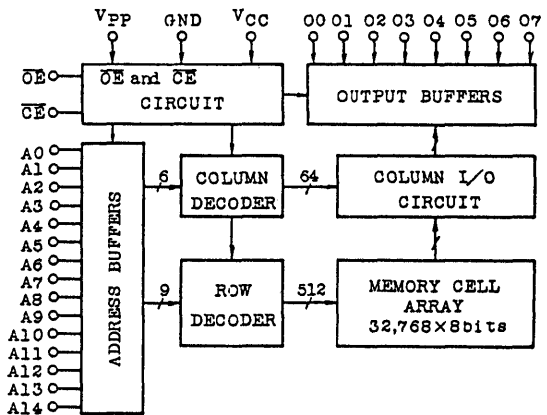 VPP GND VCC O0 O1 O2 O3 O4 O5 O6 O7
OE
CE
OE and CE
CIRCUIT
OUTPUT BUFFERS
A0
A1
A2
A3
A4
A5
A6
A7
A8
A9
A10
A11
A12
A13
A14
ADDRESS BUFFERS
6
COLUMN
DECODER
64
COLUMN I/O
CIRCUIT
9
ROW
DECODER
512
MEMORY CELL
ARRAY
32,768×8bits